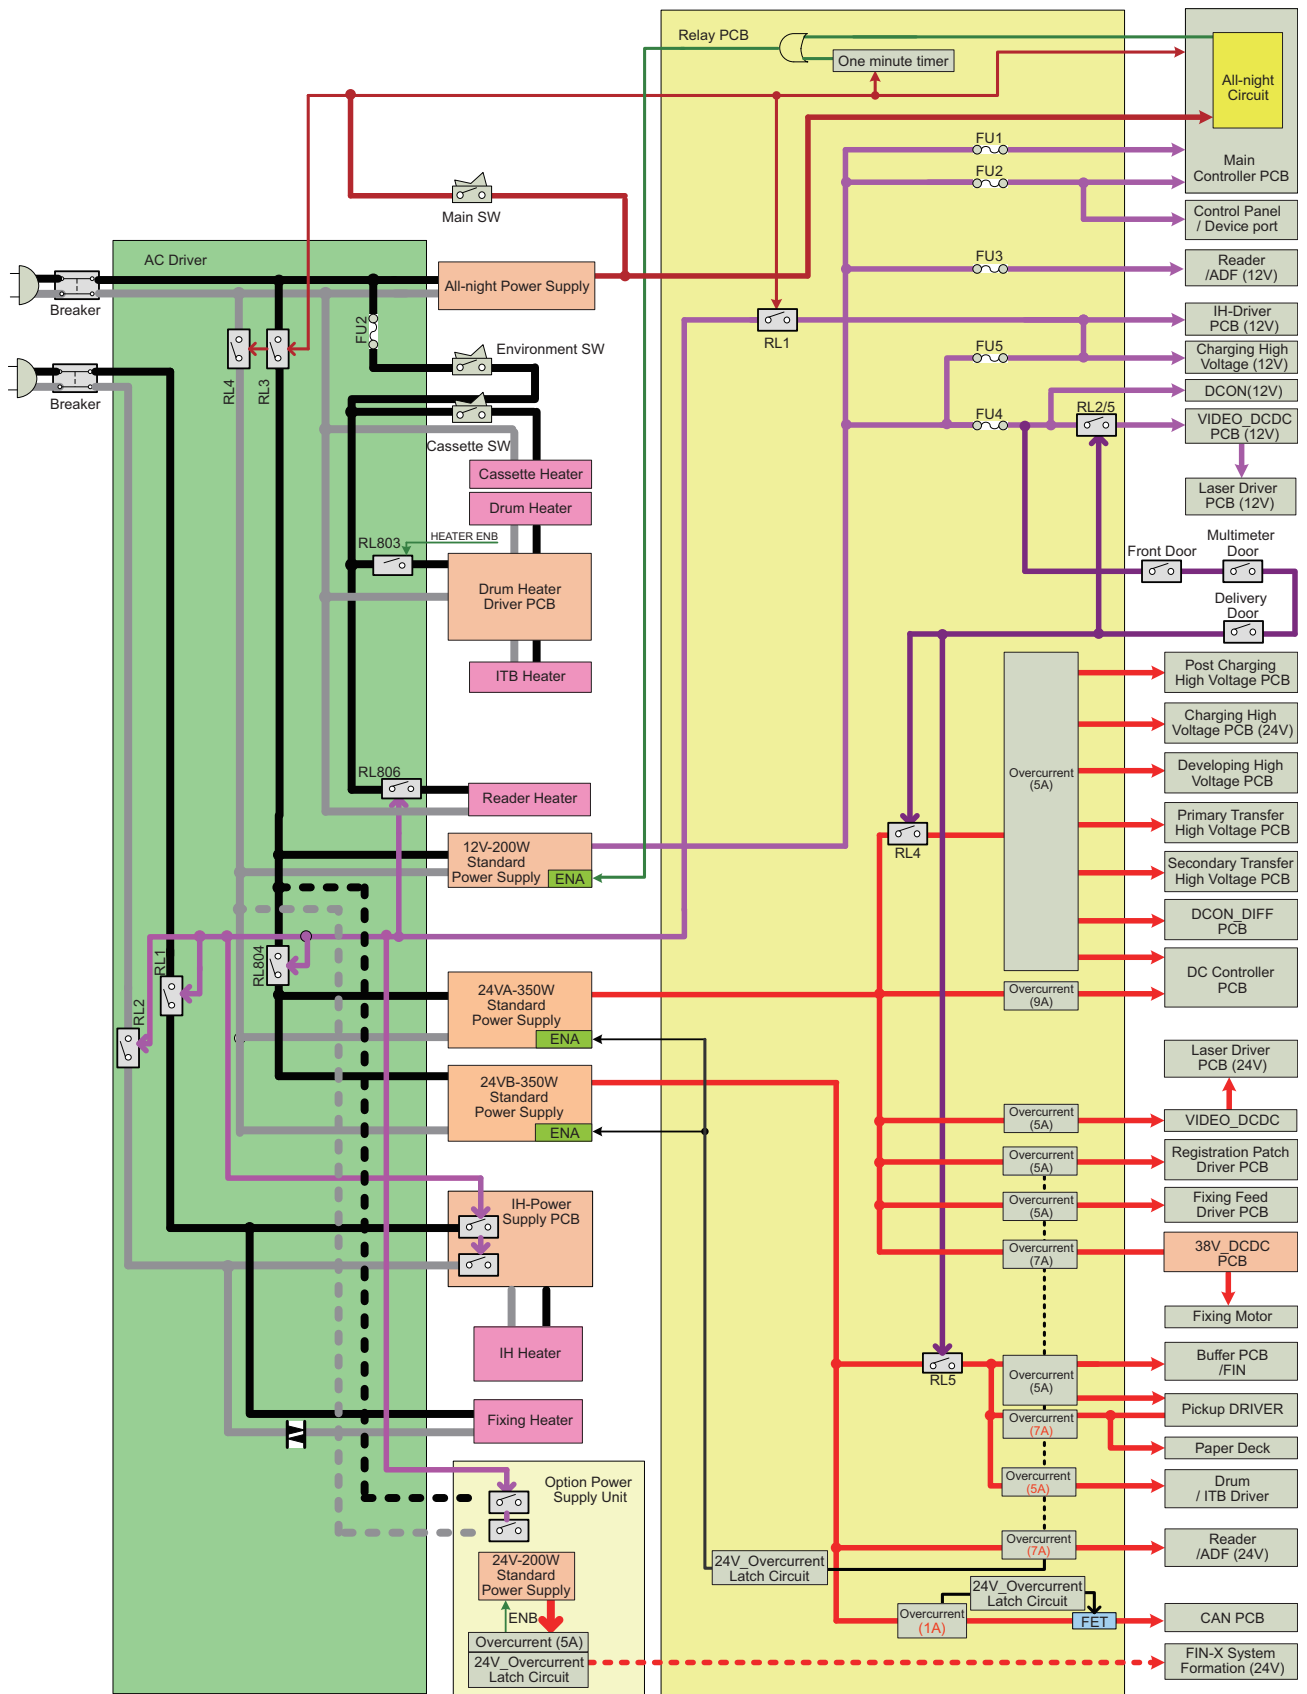 Relay PCB
One minute timer
All-night
Circuit
Main
Controller PCB
FU1
FU2
Main SW
Control Panel
/ Device port
AC Driver
All-night Power Supply
Breaker
FU3
Reader
/ADF (12V)
FU2
RL4
RL3
Environment SW
RL1
IH-Driver
PCB (12V)
FU5
Charging High
Voltage (12V)
Breaker
DCON(12V)
Cassette SW
FU4
RL2/5
VIDEO_DCDC
PCB (12V)
Cassette Heater
Drum Heater
Laser Driver
PCB (12V)
RL803
HEATER ENB
Drum Heater
Driver PCB
Front Door
Multimeter
Door
Delivery
Door
ITB Heater
Post Charging
High Voltage PCB
Charging High
Voltage PCB (24V)
Overcurrent
(5A)
Developing High
Voltage PCB
RL806
Reader Heater
Primary Transfer
High Voltage PCB
RL4
12V-200W
Standard
Power Supply
ENA
Secondary Transfer
High Voltage PCB
DCON_DIFF
PCB
RL1
RL804
RL2
DC Controller
PCB
24VA-350W
Standard
Power Supply
ENA
Overcurrent
(9A)
Laser Driver
PCB (24V)
24VB-350W
Standard
Power Supply
ENA
Overcurrent
(5A)
VIDEO_DCDC
Overcurrent
(5A)
Registration Patch
Driver PCB
IH-Power
Supply PCB
Overcurrent
(5A)
Fixing Feed
Driver PCB
Overcurrent
(7A)
38V_DCDC
PCB
Fixing Motor
IH Heater
RL5
Overcurrent
(5A)
Buffer PCB
/FIN
Fixing Heater
Overcurrent
(7A)
Pickup DRIVER
Paper Deck
Option Power
Supply Unit
Overcurrent
(5A)
Drum
/ ITB Driver
Overcurrent
(7A)
Reader
/ADF (24V)
24V-200W
Standard
Power Supply
24V_Overcurrent
Latch Circuit
24V_Overcurrent
Latch Circuit
ENB
Overcurrent
(1A)
FET
CAN PCB
Overcurrent (5A)
24V_Overcurrent
Latch Circuit
FIN-X System
Formation (24V)